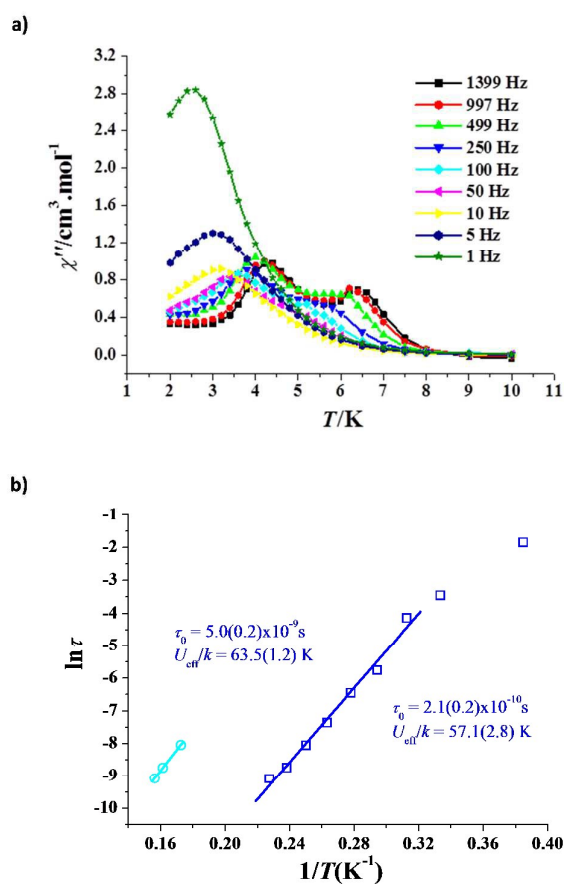 a)
3.2
2.8
2.4
2.0
1.6
1.2
0.8
0.4
0.0
χ''/cm³.mol⁻¹
1399 Hz
997 Hz
499 Hz
250 Hz
100 Hz
50 Hz
10 Hz
5 Hz
1 Hz
1 2 3 4 5 6 7 8 9 10 11
T/K
b)
-1
-2
-3
-4
-5
-6
-7
-8
-9
-10
lnτ
τ₀ = 5.0(0.2)x10⁻⁹s
U_eff/k = 63.5(1.2) K
τ₀ = 2.1(0.2)x10⁻¹⁰s
U_eff/k = 57.1(2.8) K
0.16 0.20 0.24 0.28 0.32 0.36 0.40
1/T(K⁻¹)